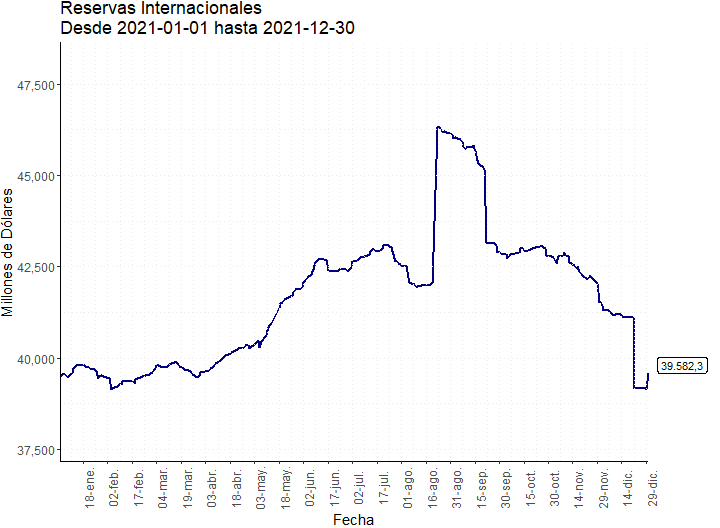 Reservas Internacionales
Desde 2021-01-01 hasta 2021-12-30
Millones de Dólares
47,500
45,000
42,500
40,000
37,500
39.582,3
18-ene.
02-feb.
17-feb.
04-mar.
19-mar.
03-abr.
18-abr.
03-may.
18-may.
02-jun.
17-jun.
02-jul.
17-jul.
01-ago.
16-ago.
31-ago.
15-sep.
30-sep.
15-oct.
30-oct.
14-nov.
29-nov.
14-dic.
29-dic.
Fecha